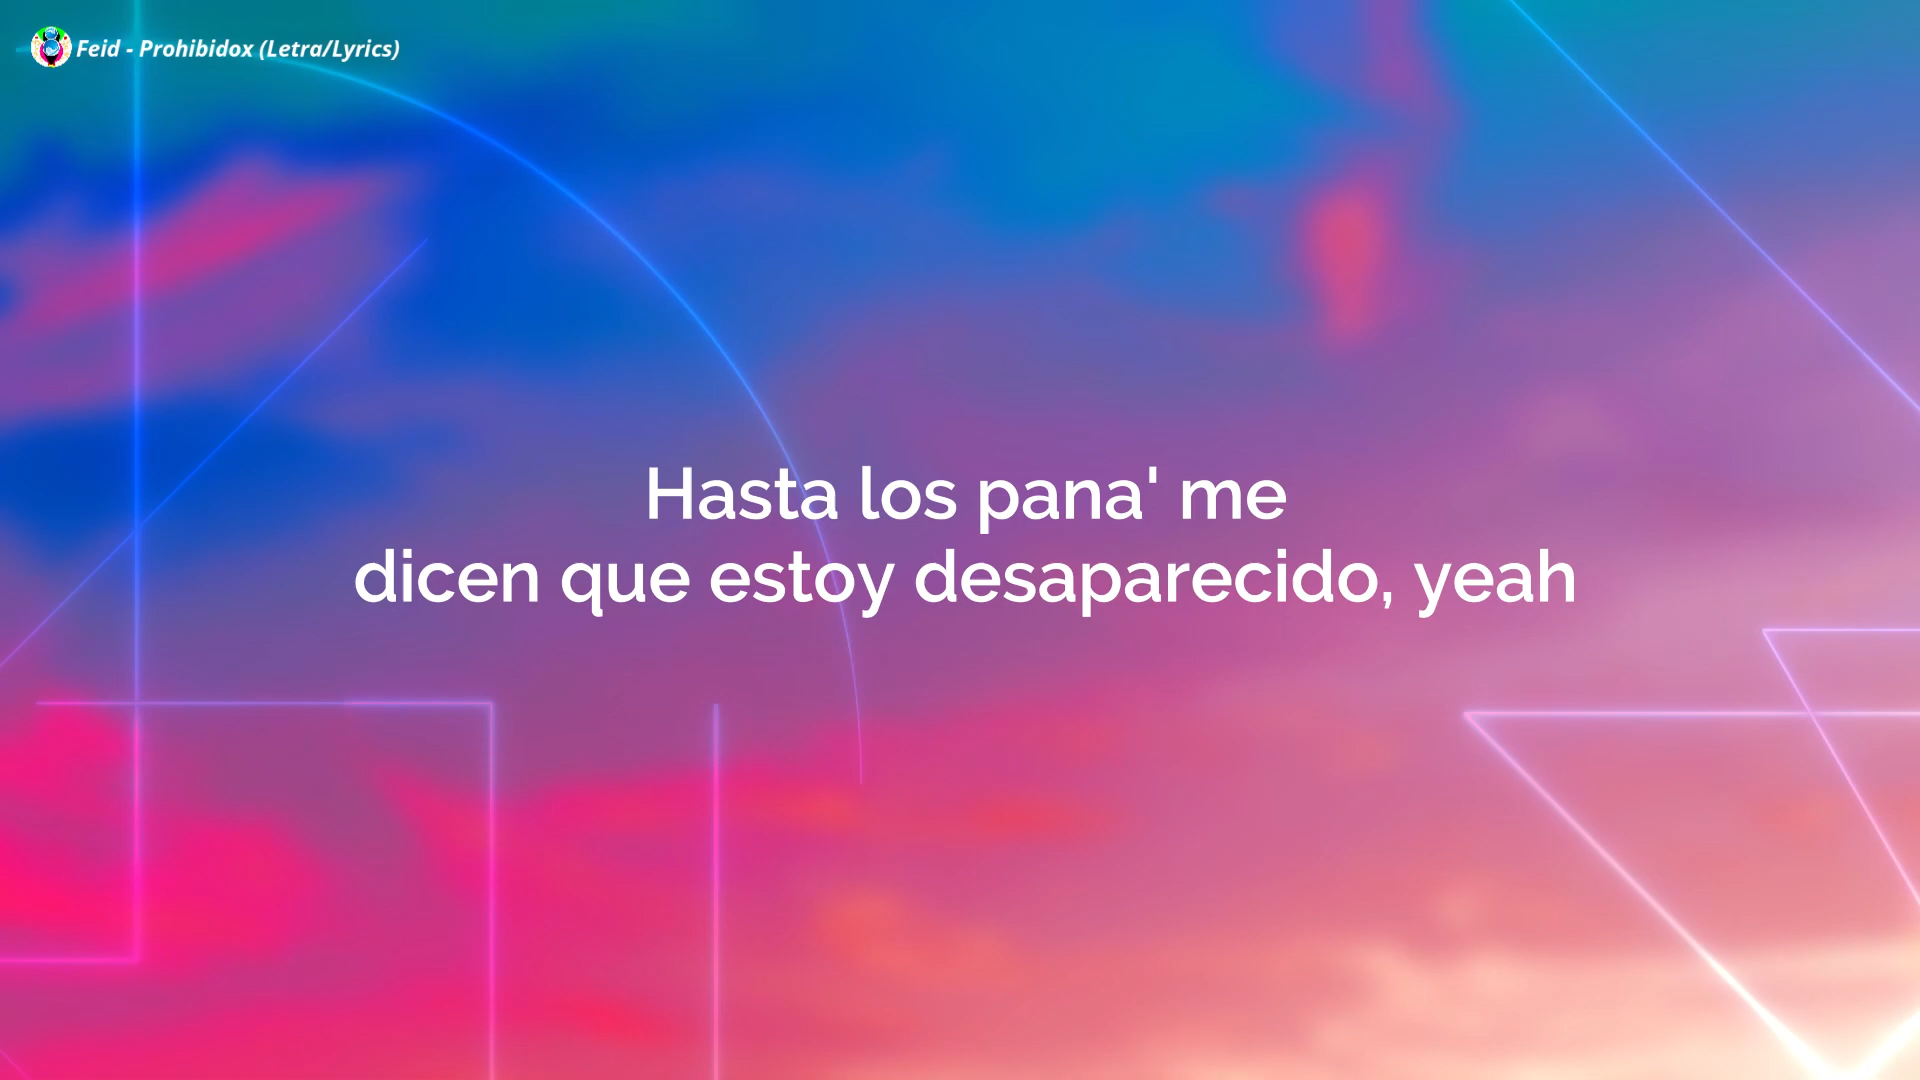 Feid - Prohibidox (Letra/Lyrics)
Hasta los pana' me
dicen que estoy desaparecido, yeah